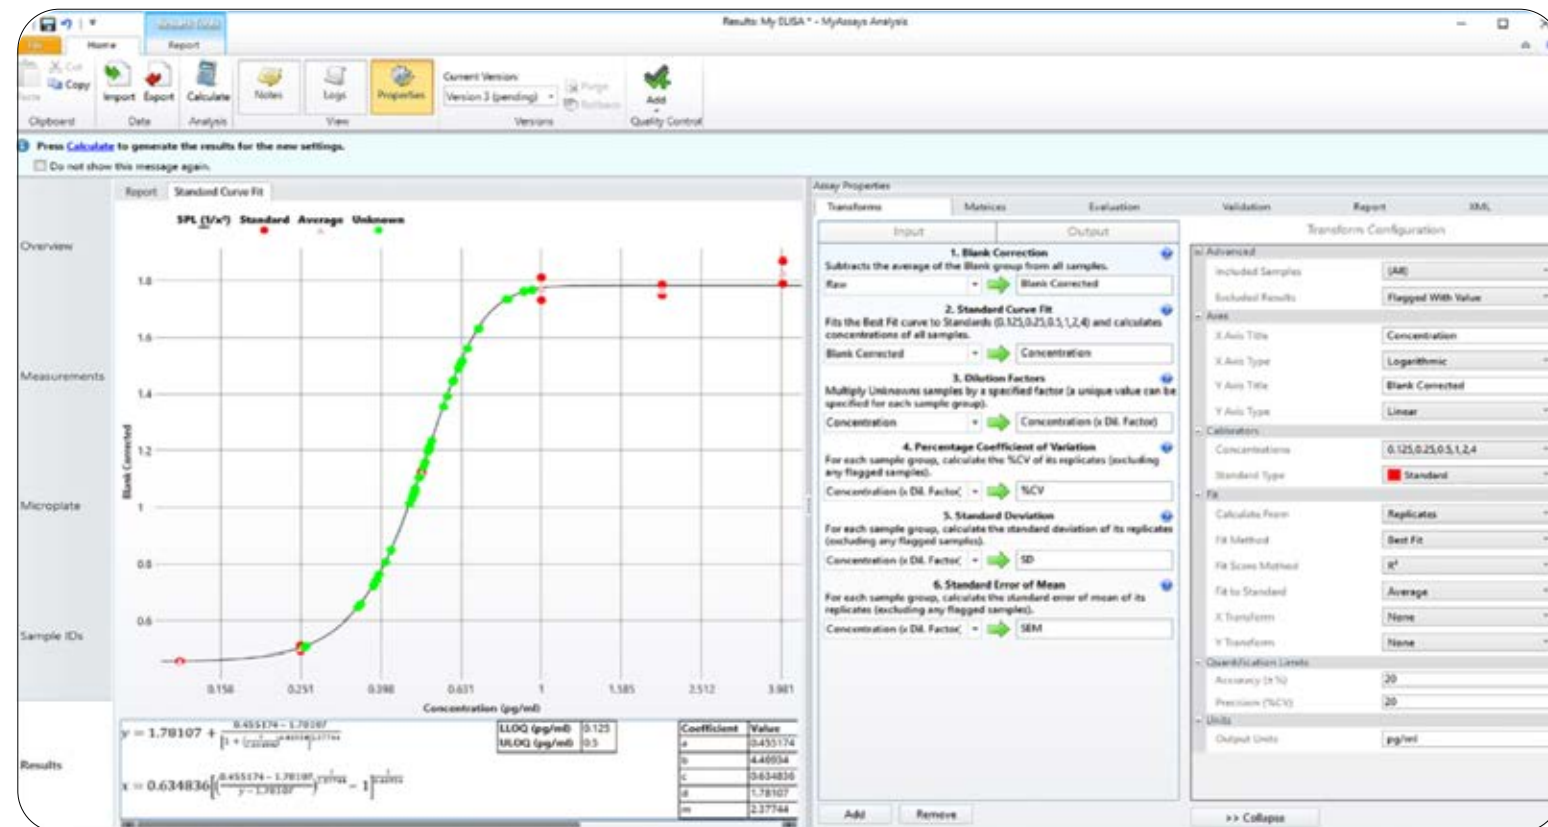 Results: My ELISA * - MyAssays Analysis
Home Report
Cut
Copy
Import Export Calculate Notes Logs Properties
Current Version:
Version 3 (pending)
Purge
Rollback
Add
Clipboard Data Analysis View Versions Quality Control
Press Calculate to generate the results for the new settings.
Do not show this message again.
Overview
Measurements
Microplate
Sample IDs
Results
Report Standard Curve Fit
5PL (1/x²) Standard Average Unknown
Blank Corrected
1.8
1.6
1.4
1.2
1
0.8
0.6
0.158 0.251 0.398 0.631 1 1.585 2.512 3.981
Concentration (pg/ml)
LLOQ (pg/ml) 0.125
ULOQ (pg/ml) 0.5
Coefficient Value
a 0.455174
b
c 0.634836
d 1.78107
m 2.37744
Assay Properties
Transforms Matrices Evaluation Validation Report XML
Input Output
1. Blank Correction
Subtracts the average of the Blank group from all samples.
Raw Blank Corrected
2. Standard Curve Fit
Fits the Best Fit curve to Standards (0.125,0.25,0.5,1,2,4) and calculates
concentrations of all samples.
Blank Corrected Concentration
3. Dilution Factors
Multiply Unknowns samples by a specified factor (a unique value can be
specified for each sample group).
Concentration Concentration (x Dil. Factor)
4. Percentage Coefficient of Variation
For each sample group, calculate the %CV of its replicates (excluding
any flagged samples).
Concentration (x Dil. Factor) %CV
5. Standard Deviation
For each sample group, calculate the standard deviation of its replicates
(excluding any flagged samples).
Concentration (x Dil. Factor) SD
6. Standard Error of Mean
For each sample group, calculate the standard error of mean of its
replicates (excluding any flagged samples).
Concentration (x Dil. Factor) SEM
Add Remove
Transform Configuration
Advanced
Included Samples (All)
Excluded Results Flagged With Value
Axes
X Axis Title Concentration
X Axis Type Logarithmic
Y Axis Title Blank Corrected
Y Axis Type Linear
Calibrators
Concentrations 0.125,0.25,0.5,1,2,4
Standard Type Standard
Fit
Calculate From Replicates
Fit Method Best Fit
Fit Score Method R²
Fit to Standard Average
X Transform None
Y Transform None
Quantification Limits
Accuracy (± %) 20
Precision (%CV) 20
Units
Output Units pg/ml
>> Collapse